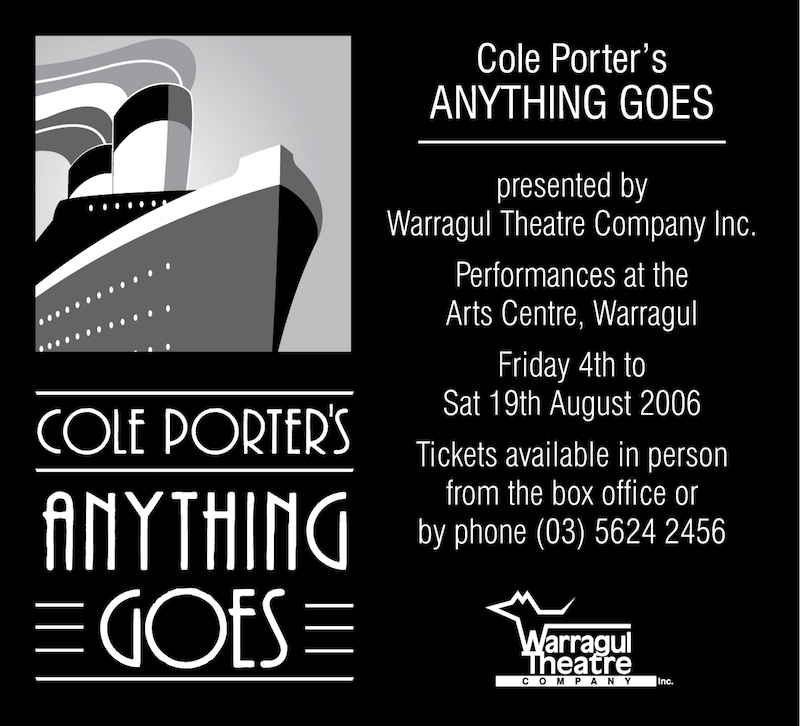 COLE PORTER'S
ANYTHING
GOES
Cole Porter’s
ANYTHING GOES
presented by
Warragul Theatre Company Inc.
Performances at the
Arts Centre, Warragul
Friday 4th to
Sat 19th August 2006
Tickets available in person
from the box office or
by phone (03) 5624 2456
Warragul
Theatre
COMPANY Inc.